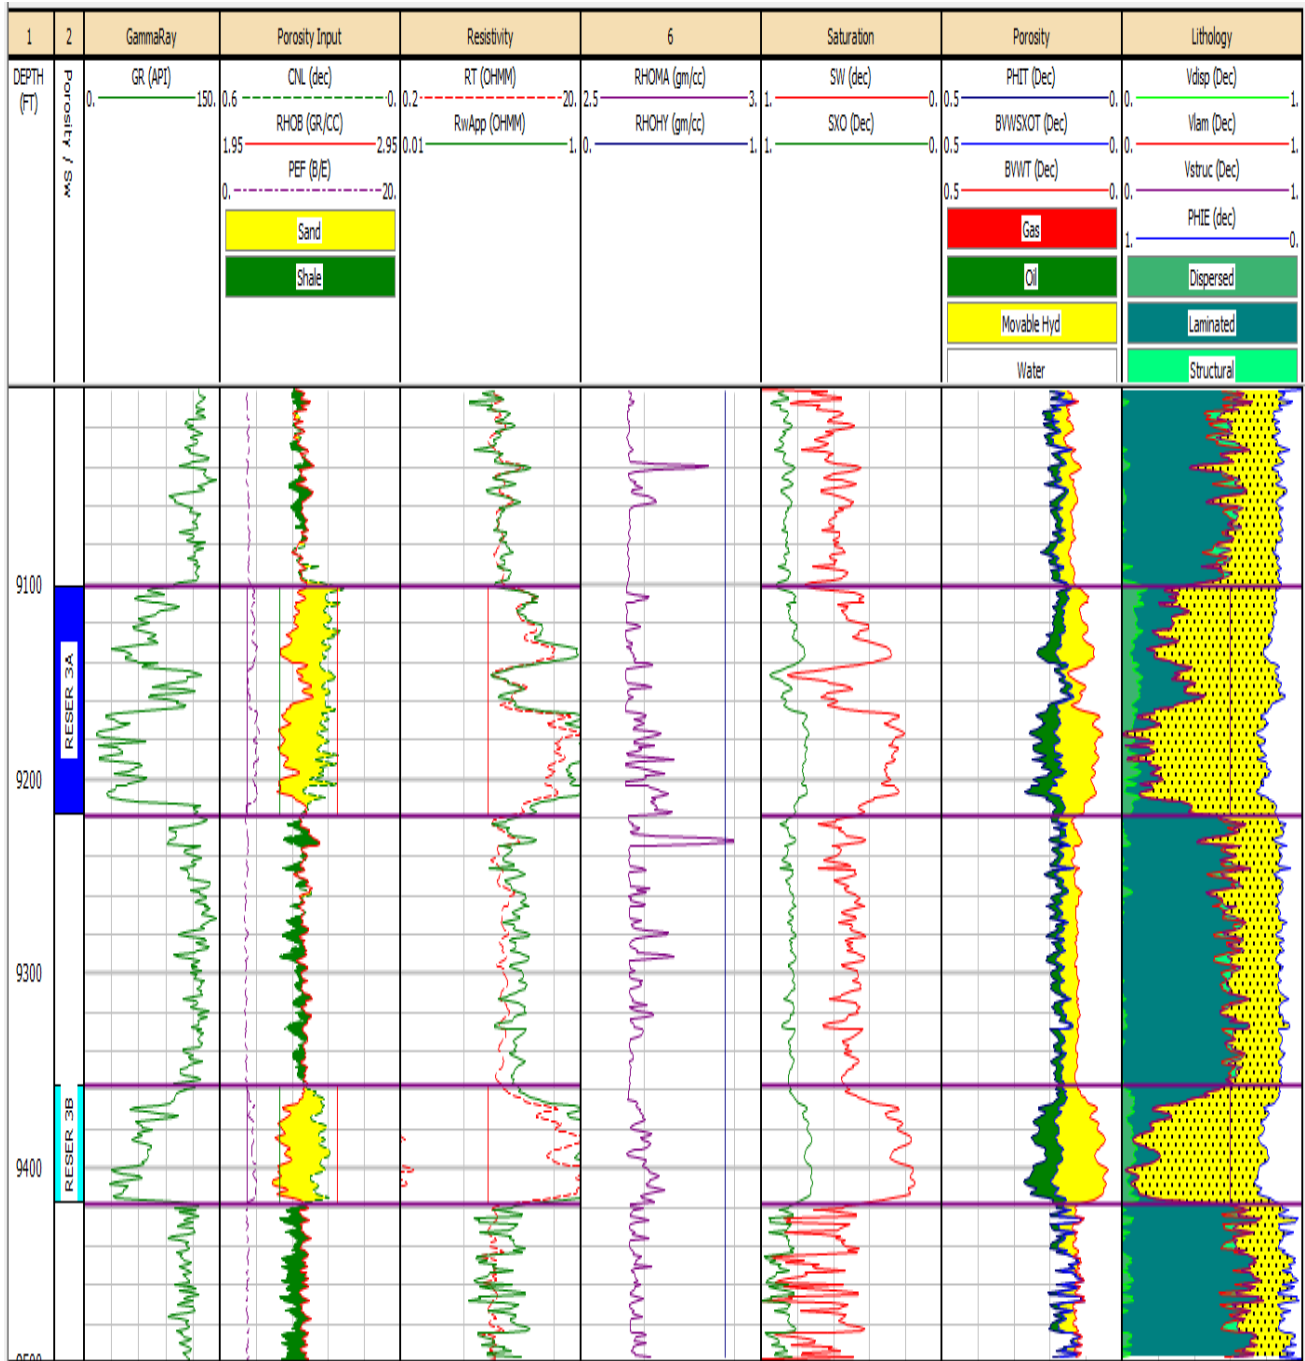 1 2 GammaRay Porosity Input Resistivity 6 Saturation Porosity Lithology
DEPTH (FT)
Porosity / Sw
GR (API)
0. 150.
CNL (dec)
0.6 0.
RHOB (GR/CC)
1.95 2.95
PEF (B/E)
0. 20.
Sand
Shale
RT (OHMM)
0.2 20.
RwApp (OHMM)
0.01 1.
RHOMA (gm/cc)
2.5 3.
RHOHY (gm/cc)
0. 1.
SW (dec)
1. 0.
SXO (Dec)
1. 0.
PHIT (Dec)
0.5 0.
BVWSXOT (Dec)
0.5 0.
BVWT (Dec)
0.5 0.
Gas
Oil
Movable Hyd
Water
Vdisp (Dec)
0. 1.
Vlam (Dec)
0. 1.
Vstruc (Dec)
0. 1.
PHIE (dec)
1. 0.
Dispersed
Laminated
Structural
9100
RESER 3A
9200
9300
RESER 3B
9400